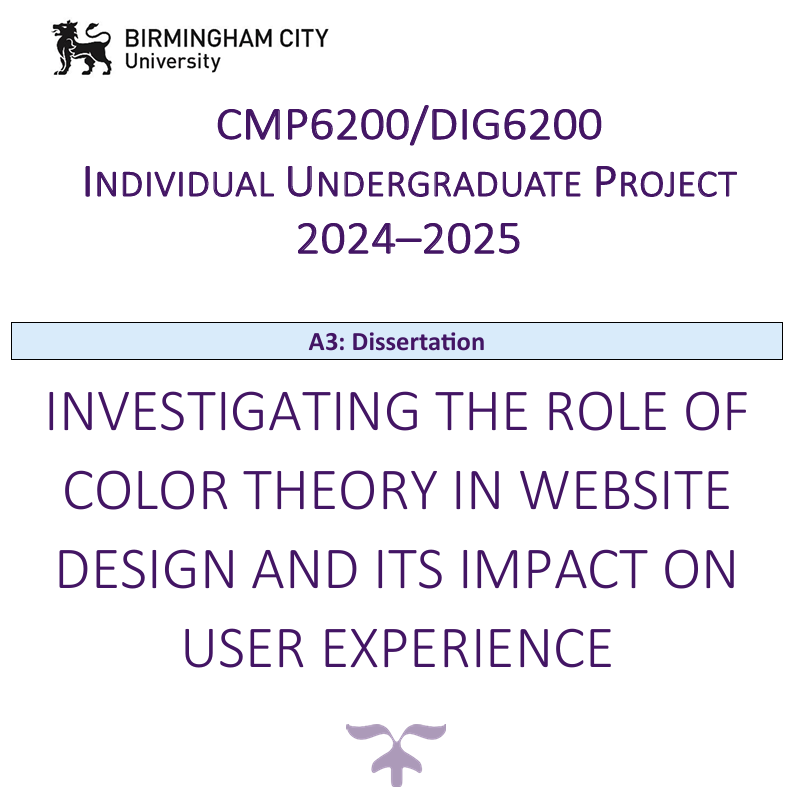 BIRMINGHAM CITY
University
CMP6200/DIG6200
INDIVIDUAL UNDERGRADUATE PROJECT
2024–2025
A3: Dissertation
INVESTIGATING THE ROLE OF
COLOR THEORY IN WEBSITE
DESIGN AND ITS IMPACT ON
USER EXPERIENCE